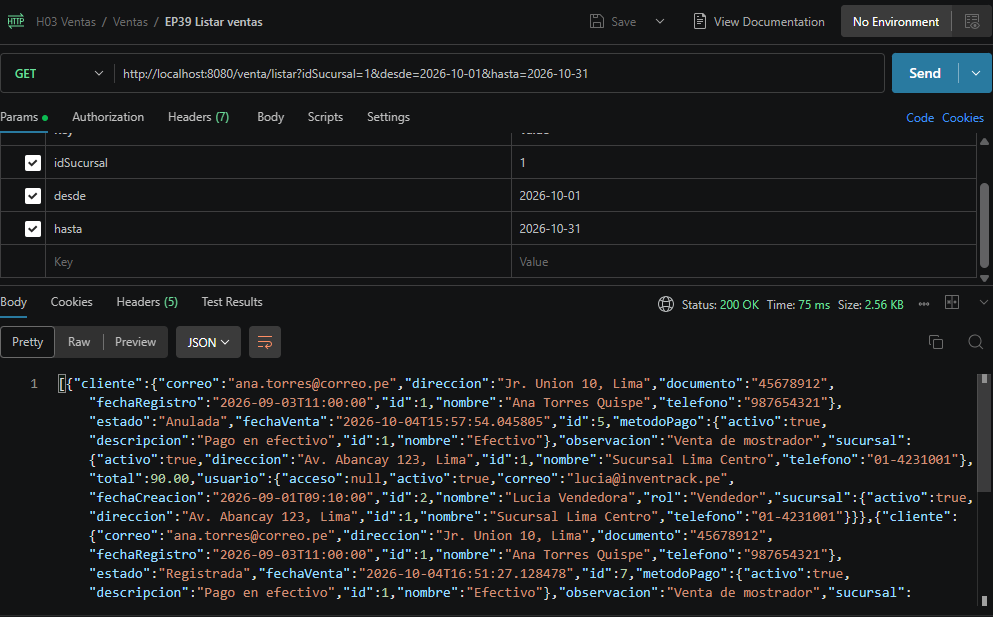 HTTP H03 Ventas / Ventas / EP39 Listar ventas Save View Documentation No Environment
GET http://localhost:8080/venta/listar?idSucursal=1&desde=2026-10-01&hasta=2026-10-31 Send
Params Authorization Headers (7) Body Scripts Settings Code Cookies
idSucursal 1
desde 2026-10-01
hasta 2026-10-31
Key Value
Body Cookies Headers (5) Test Results Status: 200 OK Time: 75 ms Size: 2.56 KB
Pretty Raw Preview JSON
1 [{"cliente":{"correo":"ana.torres@correo.pe","direccion":"Jr. Union 10, Lima","documento":"45678912",
"fechaRegistro":"2026-09-03T11:00:00","id":1,"nombre":"Ana Torres Quispe","telefono":"987654321"},
"estado":"Anulada","fechaVenta":"2026-10-04T15:57:54.045805","id":5,"metodoPago":{"activo":true,
"descripcion":"Pago en efectivo","id":1,"nombre":"Efectivo"},"observacion":"Venta de mostrador","sucursal":
{"activo":true,"direccion":"Av. Abancay 123, Lima","id":1,"nombre":"Sucursal Lima Centro","telefono":"01-4231001"},
"total":90.00,"usuario":{"acceso":null,"activo":true,"correo":"lucia@inventrack.pe",
"fechaCreacion":"2026-09-01T09:10:00","id":2,"nombre":"Lucia Vendedora","rol":"Vendedor","sucursal":{"activo":true,
"direccion":"Av. Abancay 123, Lima","id":1,"nombre":"Sucursal Lima Centro","telefono":"01-4231001"}}},{"cliente":
{"correo":"ana.torres@correo.pe","direccion":"Jr. Union 10, Lima","documento":"45678912",
"fechaRegistro":"2026-09-03T11:00:00","id":1,"nombre":"Ana Torres Quispe","telefono":"987654321"},
"estado":"Registrada","fechaVenta":"2026-10-04T16:51:27.128478","id":7,"metodoPago":{"activo":true,
"descripcion":"Pago en efectivo","id":1,"nombre":"Efectivo"},"observacion":"Venta de mostrador","sucursal":